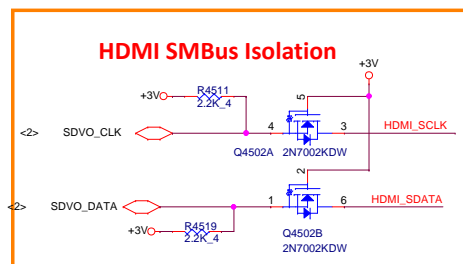 HDMI SMBus Isolation
+3V
R4511
+3V
2.2K_4
5
<2>
SDVO_CLK
4
3
HDMI_SCLK
Q4502A
2N7002KDW
2
<2>
SDVO_DATA
1
6
HDMI_SDATA
R4519
+3V
2.2K_4
Q4502B
2N7002KDW